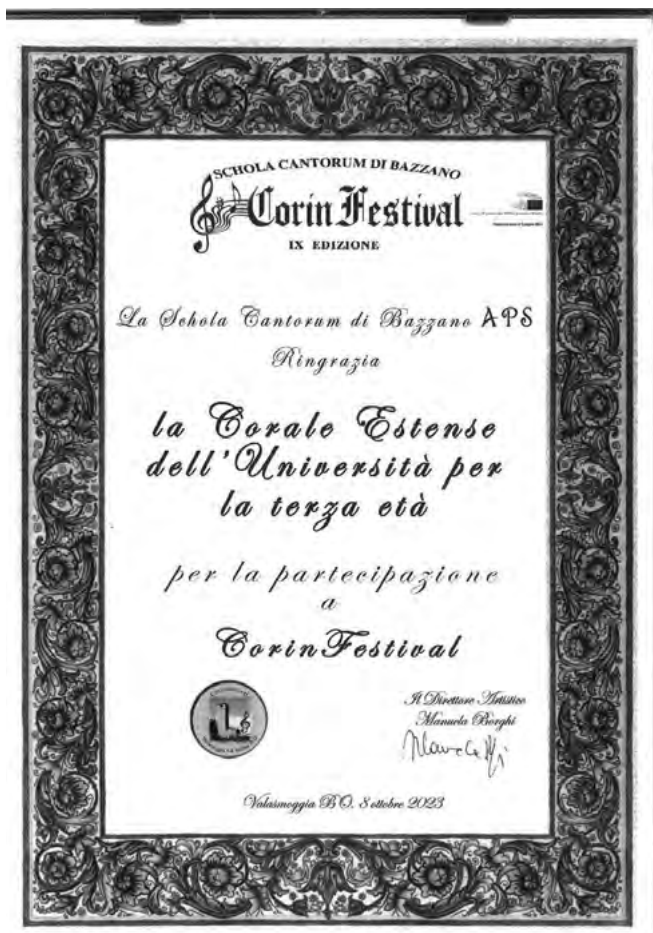 SCHOLA CANTORUM DI BAZZANO
CorinFestival
IX EDIZIONE
La Schola Cantorum di Bazzano APS
Ringrazia
la Corale Estense
dell'Università per
la terza età
per la partecipazione
a
CorinFestival
Il Direttore Artistico
Manuela Borghi
Valasmoggia BO. 8 ottobre 2023